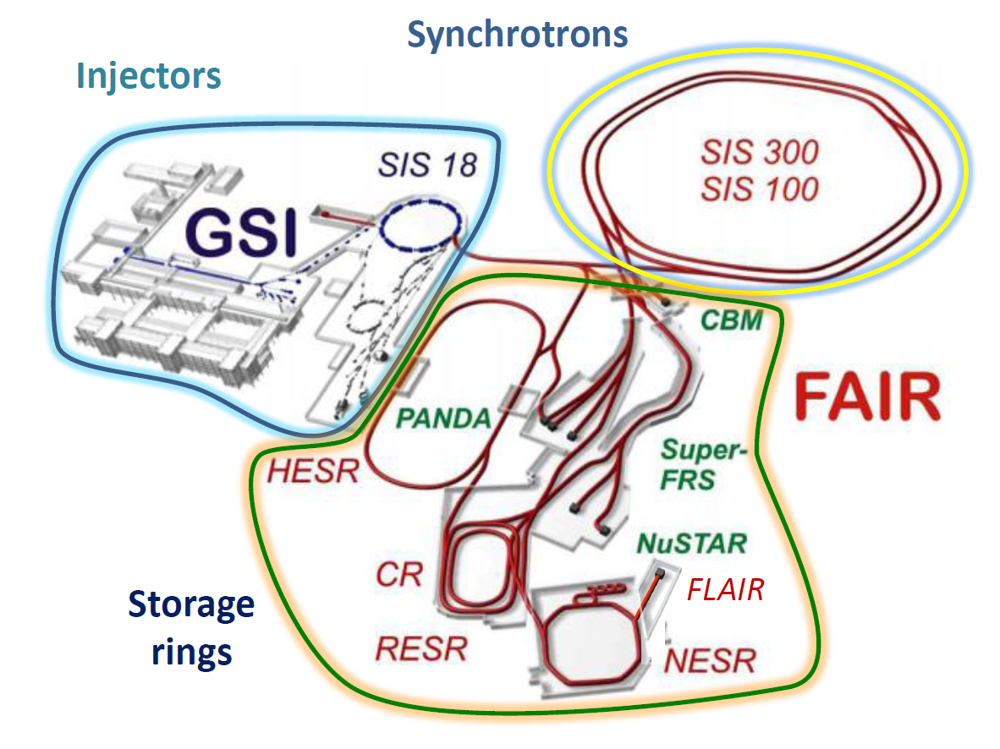 Synchrotrons
Injectors
SIS 18
GSI
SIS 300
SIS 100
CBM
FAIR
PANDA
HESR
Super-
FRS
NuSTAR
CR
FLAIR
Storage
rings
RESR
NESR